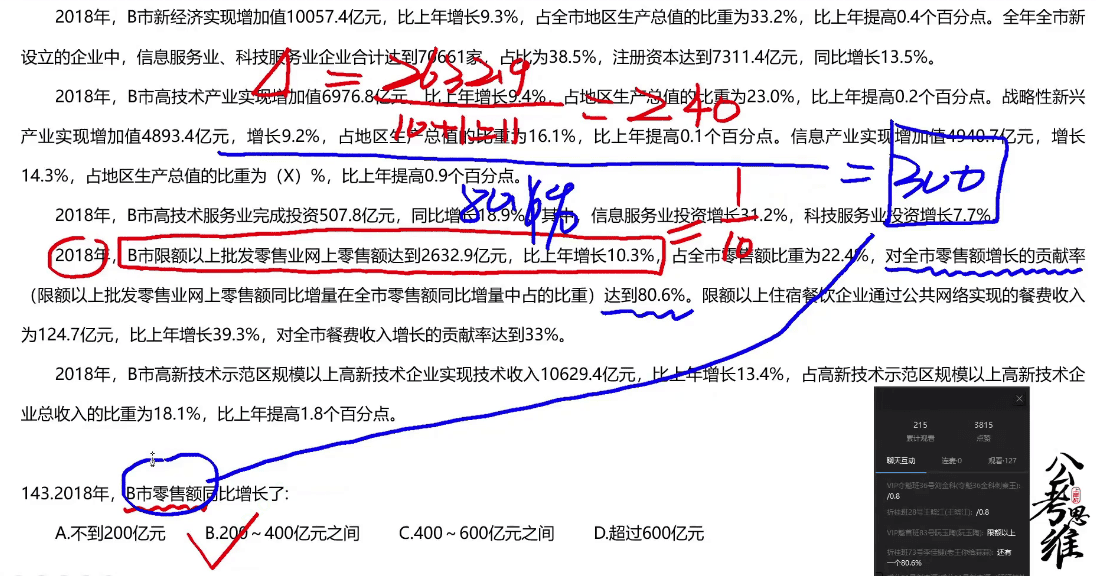 2018年，B市新经济实现增加值10057.4亿元，比上年增长9.3%，占全市地区生产总值的比重为33.2%，比上年提高0.4个百分点。全年全市新
设立的企业中，信息服务业、科技服务业企业合计达到70661家，占比为38.5%，注册资本达到7311.4亿元，同比增长13.5%。
Δ = 26329
10+1=11
= 240
2018年，B市高技术产业实现增加值6976.8亿元，比上年增长9.4%，占地区生产总值的比重为23.0%，比上年提高0.2个百分点。战略性新兴
产业实现增加值4893.4亿元，增长9.2%，占地区生产总值的比重为16.1%，比上年提高0.1个百分点。信息产业实现增加值4940.7亿元，增长
14.3%，占地区生产总值的比重为（X）%，比上年提高0.9个百分点。
80.6%
= 300
2018年，B市高技术服务业完成投资507.8亿元，同比增长18.9%，其中，信息服务业投资增长31.2%，科技服务业投资增长7.7%。
= 1
10
2018年，B市限额以上批发零售业网上零售额达到2632.9亿元，比上年增长10.3%，占全市零售额比重为22.4%，对全市零售额增长的贡献率
（限额以上批发零售业网上零售额同比增量在全市零售额同比增量中占的比重）达到80.6%。限额以上住宿餐饮企业通过公共网络实现的餐费收入
为124.7亿元，比上年增长39.3%，对全市餐费收入增长的贡献率达到33%。
2018年，B市高新技术示范区规模以上高新技术企业实现技术收入10629.4亿元，比上年增长13.4%，占高新技术示范区规模以上高新技术企
业总收入的比重为18.1%，比上年提高1.8个百分点。
143.2018年，B市零售额同比增长了:
A.不到200亿元 B.200～400亿元之间 C.400～600亿元之间 D.超过600亿元
215 3815
累计观看 点赞
聊天互动 连麦·0 观看·127
/0.8
/0.8
限额以上
还有
一个80.6%
公考思维